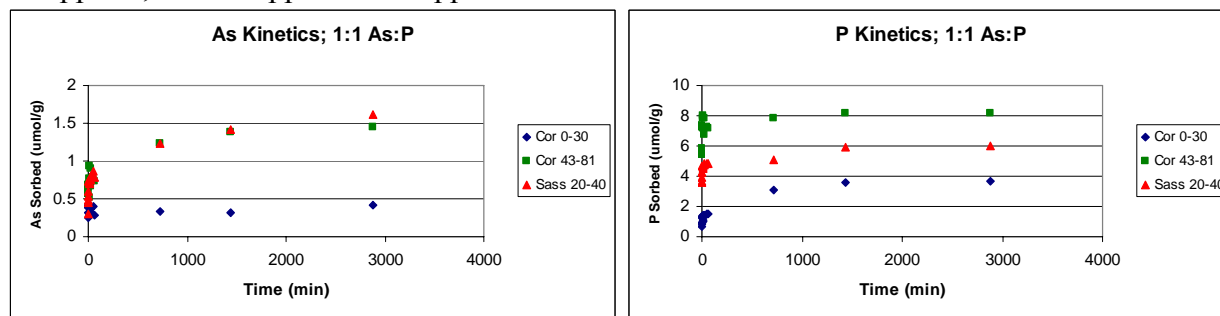 As Kinetics; 1:1 As:P
As Sorbed (umol/g)
2
1.5
1
0.5
0
0 1000 2000 3000 4000
Time (min)
Cor 0-30
Cor 43-81
Sass 20-40
P Kinetics; 1:1 As:P
P Sorbed (umol/g)
10
8
6
4
2
0
0 1000 2000 3000 4000
Time (min)
Cor 0-30
Cor 43-81
Sass 20-40